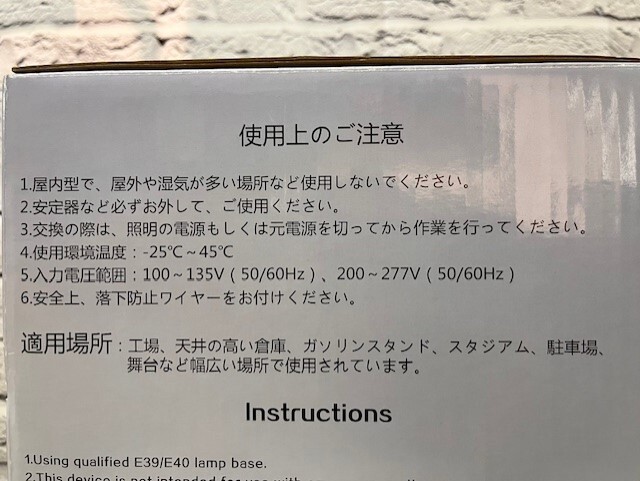 使用上のご注意
1.屋内型で、屋外や湿気が多い場所など使用しないでください。
2.安定器など必ずお外して、ご使用ください。
3.交換の際は、照明の電源もしくは元電源を切ってから作業を行ってください。
4.使用環境温度：-25℃～45℃
5.入力電圧範囲：100～135V ( 50/60Hz ) 、200～277V ( 50/60Hz )
6.安全上、落下防止ワイヤーをお付けください。
適用場所：工場、天井の高い倉庫、ガソリンスタンド、スタジアム、駐車場、
舞台など幅広い場所で使用されています。
Instructions
1.Using qualified E39/E40 lamp base.
2.This device is not intended for use with